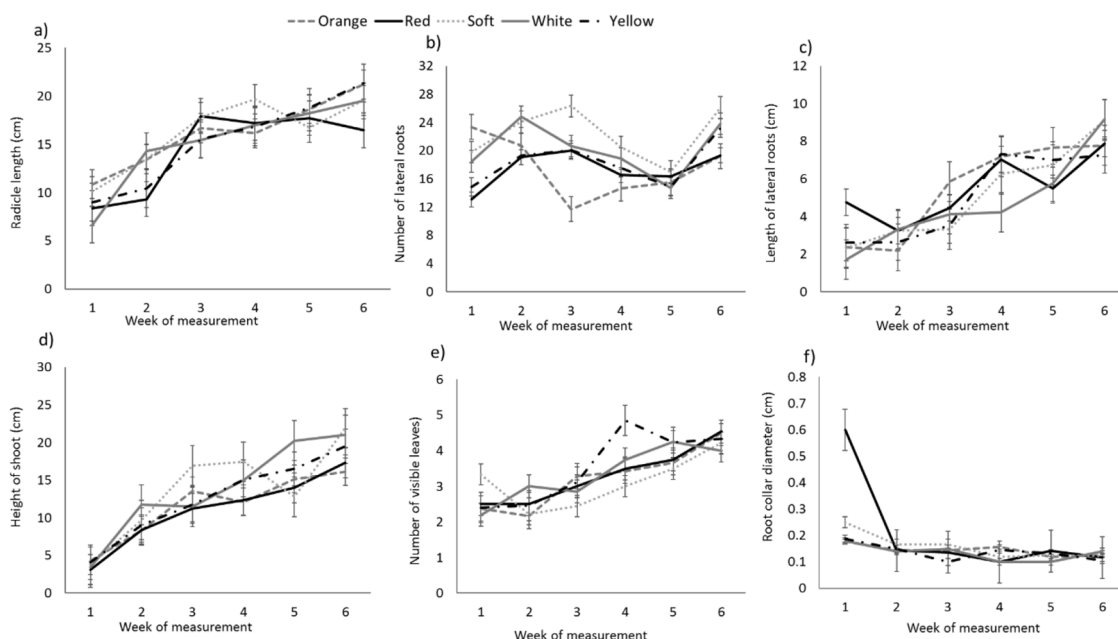 Orange Red Soft White Yellow
a)
25
20
15
10
5
0
Radicle length (cm)
1 2 3 4 5 6
Week of measurement
b)
32
28
24
20
16
12
8
4
0
Number of lateral roots
1 2 3 4 5 6
Week of measurement
c)
12
10
8
6
4
2
0
Length of lateral roots (cm)
1 2 3 4 5 6
Week of measurement
d)
30
25
20
15
10
5
0
Height of shoot (cm)
1 2 3 4 5 6
Week of measurement
e)
6
5
4
3
2
1
0
Number of visible leaves)
1 2 3 4 5 6
Week of measurement
f)
0.8
0.7
0.6
0.5
0.4
0.3
0.2
0.1
0
Root collar diameter (cm)
1 2 3 4 5 6
Week of measurement